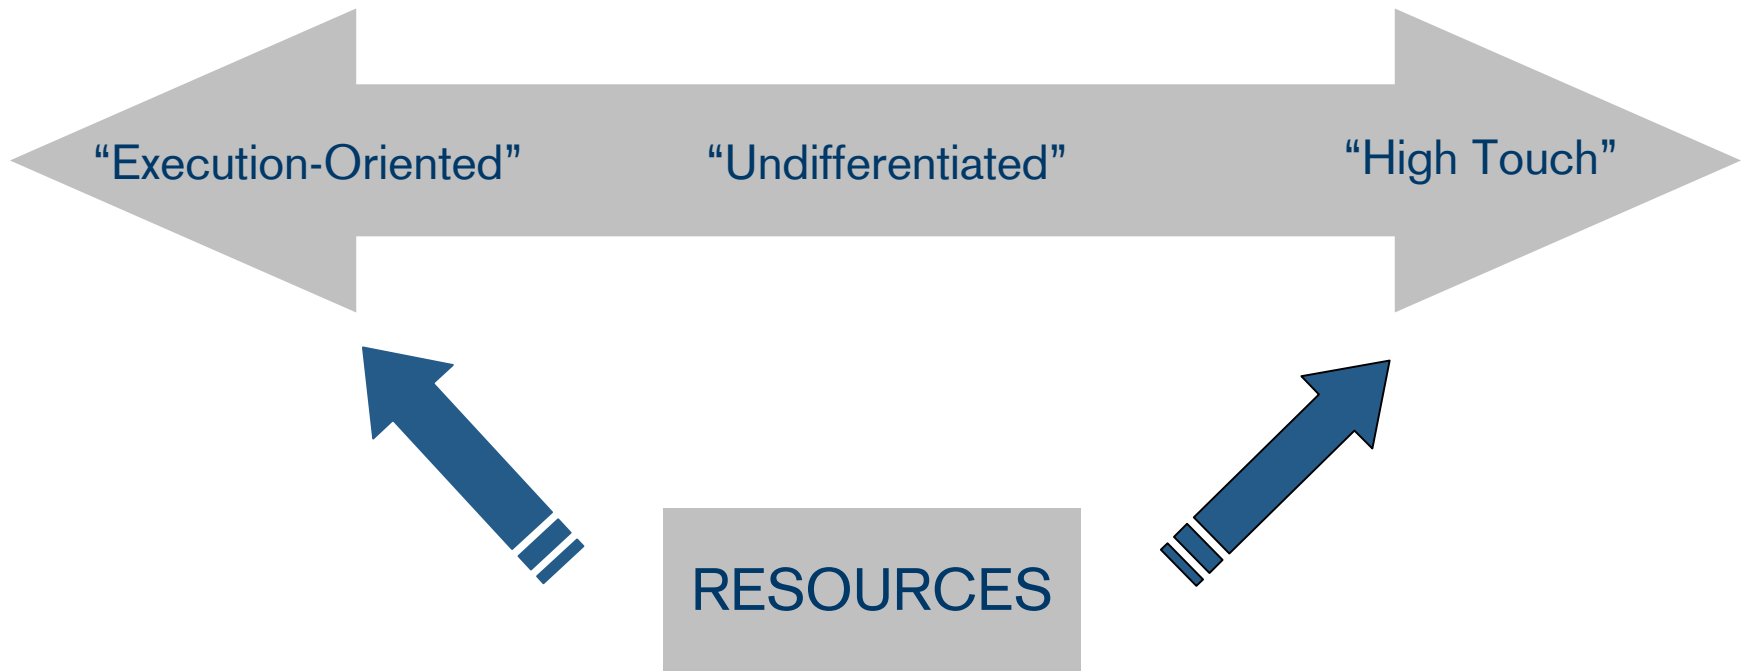 “Execution-Oriented”
“Undifferentiated”
“High Touch”
RESOURCES